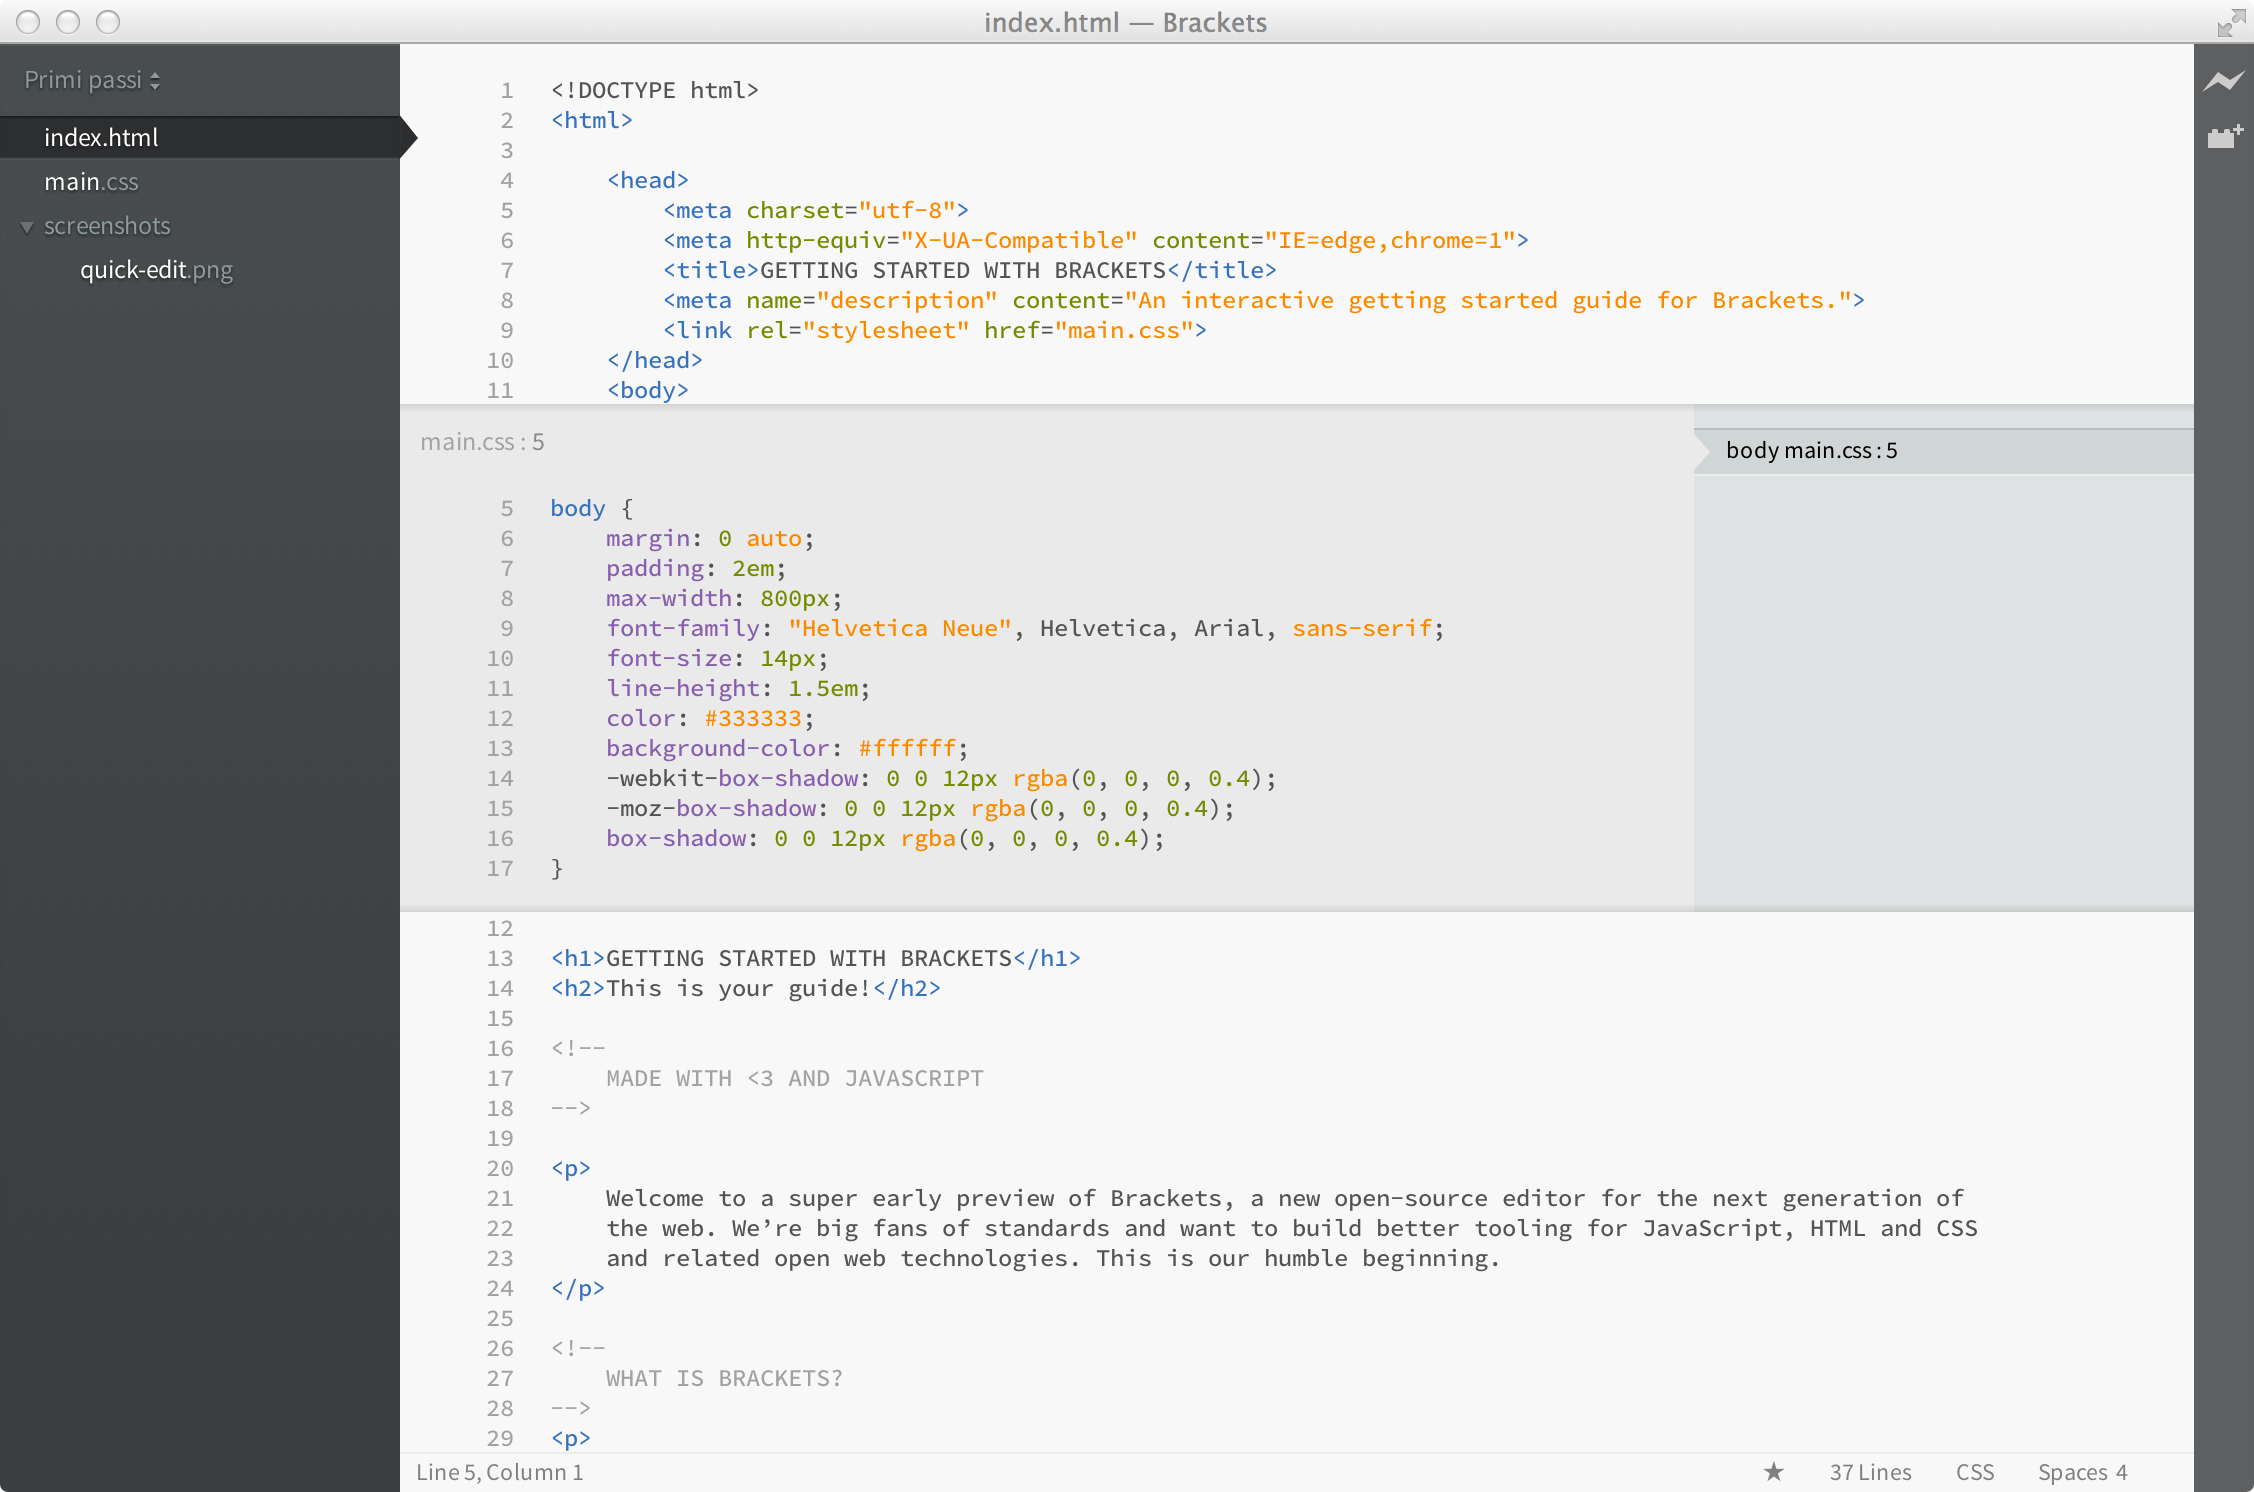 index.html — Brackets
Primi passi
index.html
main.css
screenshots
quick-edit.png
1 <!DOCTYPE html>
2 <html>
3
4     <head>
5         <meta charset="utf-8">
6         <meta http-equiv="X-UA-Compatible" content="IE=edge,chrome=1">
7         <title>GETTING STARTED WITH BRACKETS</title>
8         <meta name="description" content="An interactive getting started guide for Brackets.">
9         <link rel="stylesheet" href="main.css">
10     </head>
11     <body>
main.css : 5
body main.css : 5
5 body {
6     margin: 0 auto;
7     padding: 2em;
8     max-width: 800px;
9     font-family: "Helvetica Neue", Helvetica, Arial, sans-serif;
10     font-size: 14px;
11     line-height: 1.5em;
12     color: #333333;
13     background-color: #ffffff;
14     -webkit-box-shadow: 0 0 12px rgba(0, 0, 0, 0.4);
15     -moz-box-shadow: 0 0 12px rgba(0, 0, 0, 0.4);
16     box-shadow: 0 0 12px rgba(0, 0, 0, 0.4);
17 }
12
13 <h1>GETTING STARTED WITH BRACKETS</h1>
14 <h2>This is your guide!</h2>
15
16 <!--
17     MADE WITH <3 AND JAVASCRIPT
18 -->
19
20 <p>
21     Welcome to a super early preview of Brackets, a new open-source editor for the next generation of
22     the web. We’re big fans of standards and want to build better tooling for JavaScript, HTML and CSS
23     and related open web technologies. This is our humble beginning.
24 </p>
25
26 <!--
27     WHAT IS BRACKETS?
28 -->
29 <p>
Line 5, Column 1
37 Lines
CSS
Spaces 4